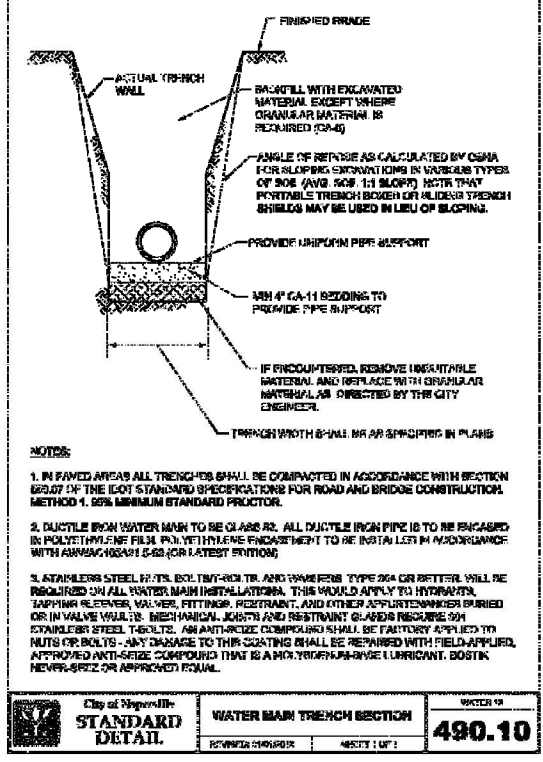 FINISHED GRADE
ACTUAL TRENCH
WALL
BACKFILL WITH EXCAVATED
MATERIAL EXCEPT WHERE
GRANULAR MATERIAL IS
REQUIRED (CA-6)
ANGLE OF REPOSE AS CALCULATED BY OSHA
FOR SLOPING EXCAVATIONS IN VARIOUS TYPES
OF SOIL (AVG. SOIL 1:1 SLOPE) NOTE THAT
PORTABLE TRENCH BOXES OR SLIDING TRENCH
SHIELDS MAY BE USED IN LIEU OF SLOPING.
PROVIDE UNIFORM PIPE SUPPORT
MIN 4" CA-11 BEDDING TO
PROVIDE PIPE SUPPORT
IF ENCOUNTERED, REMOVE UNSUITABLE
MATERIAL AND REPLACE WITH GRANULAR
MATERIAL AS DIRECTED BY THE CITY
ENGINEER.
TRENCH WIDTH SHALL BE AS SPECIFIED IN PLANS
NOTES:
1. IN PAVED AREAS ALL TRENCHES SHALL BE COMPACTED IN ACCORDANCE WITH SECTION
OF THE IDOT STANDARD SPECIFICATIONS FOR ROAD AND BRIDGE CONSTRUCTION,
METHOD 1. 95% MINIMUM STANDARD PROCTOR.
2. DUCTILE IRON WATER MAIN TO BE CLASS 52. ALL DUCTILE IRON PIPE IS TO BE ENCASED
IN POLYETHYLENE FILM. POLYETHYLENE ENCASEMENT TO BE INSTALLED IN ACCORDANCE
WITH (OR LATEST EDITION)
3. STAINLESS STEEL NUTS, BOLTS/T-BOLTS, AND WASHERS TYPE 304 OR BETTER, WILL BE
REQUIRED ON ALL WATER MAIN INSTALLATIONS. THIS WOULD APPLY TO HYDRANTS,
TAPPING SLEEVES, VALVES, FITTINGS, RESTRAINT, AND OTHER APPURTENANCES BURIED
OR IN VALVE VAULTS. MECHANICAL JOINTS AND RESTRAINT GLANDS REQUIRE 304
STAINLESS STEEL T-BOLTS. AN ANTI-SEIZE COMPOUND SHALL BE FACTORY APPLIED TO
NUTS OR BOLTS - ANY DAMAGE TO THIS COATING SHALL BE REPAIRED WITH FIELD-APPLIED,
APPROVED ANTI-SEIZE COMPOUND THAT IS A MOLYBDENUM-BASE LUBRICANT. BOSTIK
NEVER-SEEZ OR APPROVED EQUAL.
City of Naperville
STANDARD
DETAIL
WATER MAIN TRENCH SECTION
REVISED:
SHEET 1 OF 1
490.10